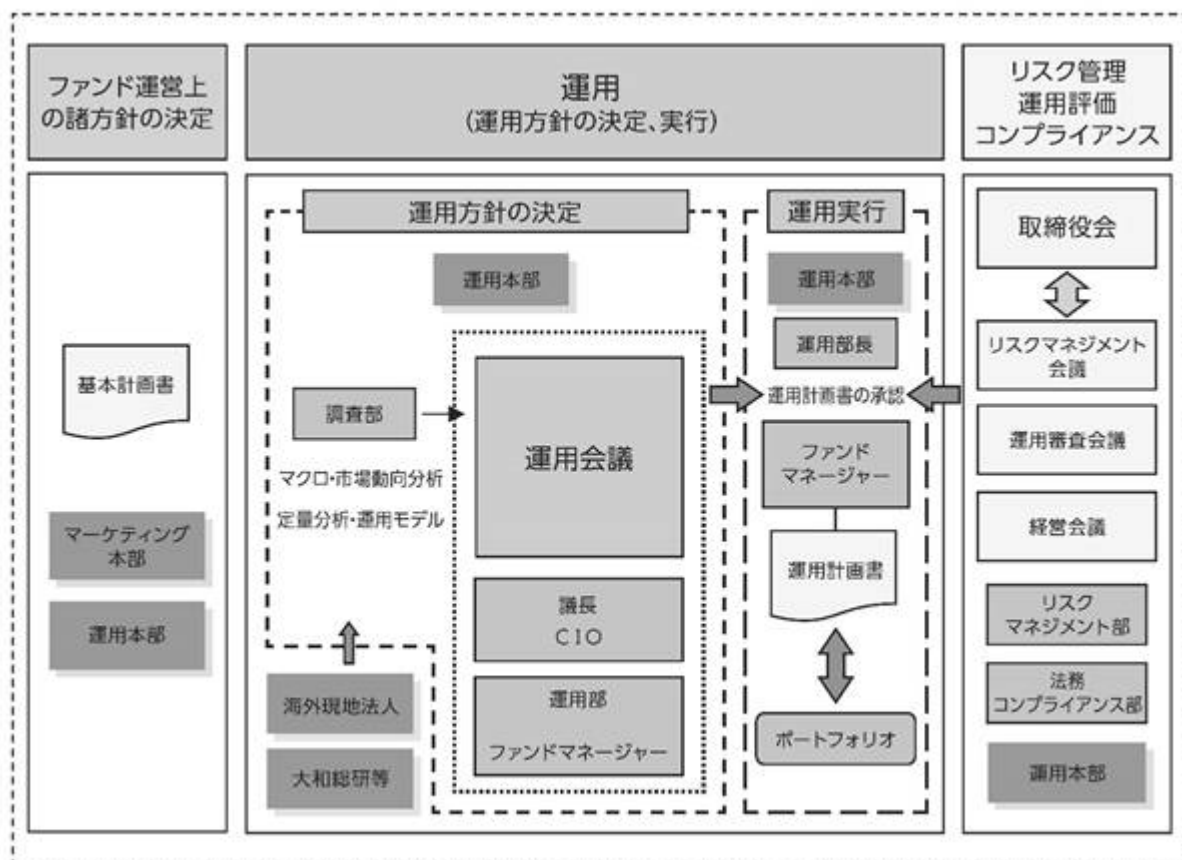 ファンド運営上
の諸方針の決定
運用
(運用方針の決定、実行)
リスク管理
運用評価
コンプライアンス
基本計画書
マーケティング
本部
運用本部
運用方針の決定
運用本部
調査部
マクロ・市場動向分析
定量分析・運用モデル
海外現地法人
大和総研等
運用会議
議長
CIO
運用部
ファンドマネージャー
運用実行
運用本部
運用部長
運用計画書の承認
ファンド
マネージャー
運用計画書
ポートフォリオ
取締役会
リスクマネジメント
会議
運用審査会議
経営会議
リスク
マネジメント部
法務
コンプライアンス部
運用本部